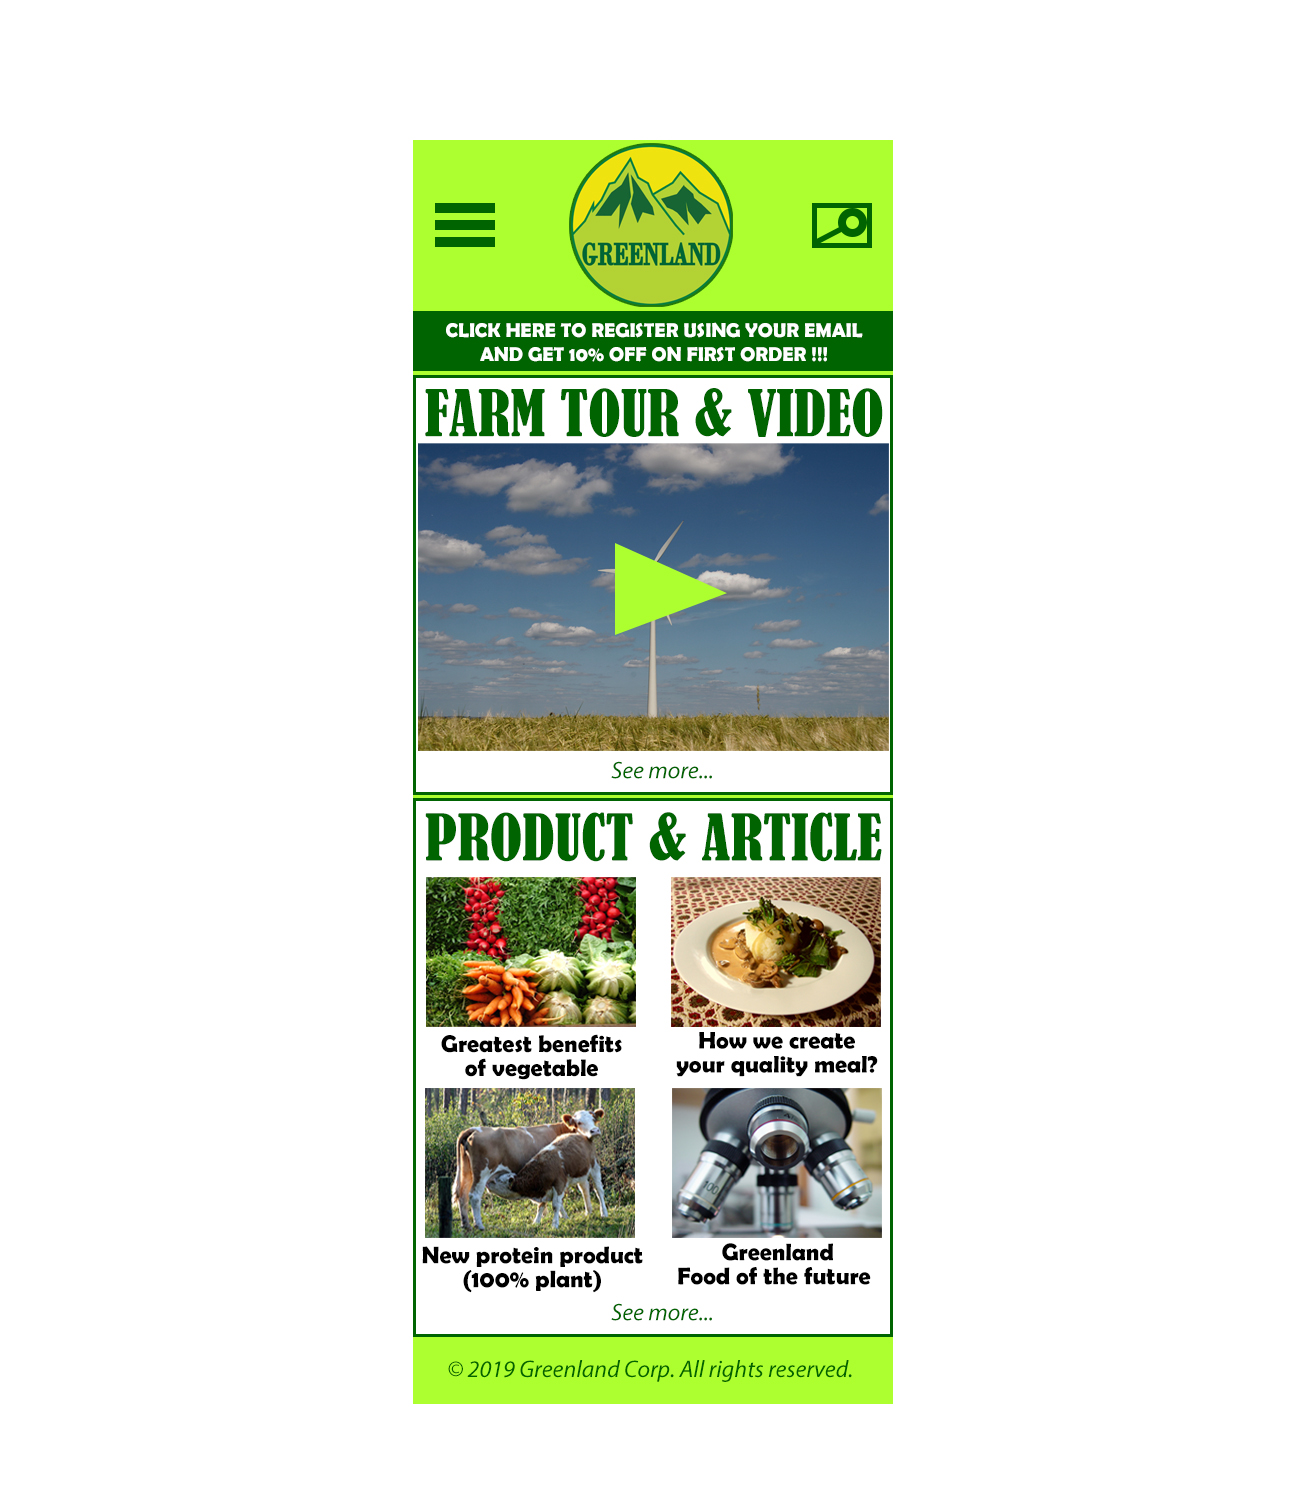 GREENLAND
CLICK HERE TO REGISTER USING YOUR EMAIL
AND GET 10% OFF ON FIRST ORDER !!!
FARM TOUR & VIDEO
See more...
PRODUCT & ARTICLE
Greatest benefits
of vegetable
How we create
your quality meal?
100
New protein product
(100% plant)
Greenland
Food of the future
See more...
© 2019 Greenland Corp. All rights reserved.